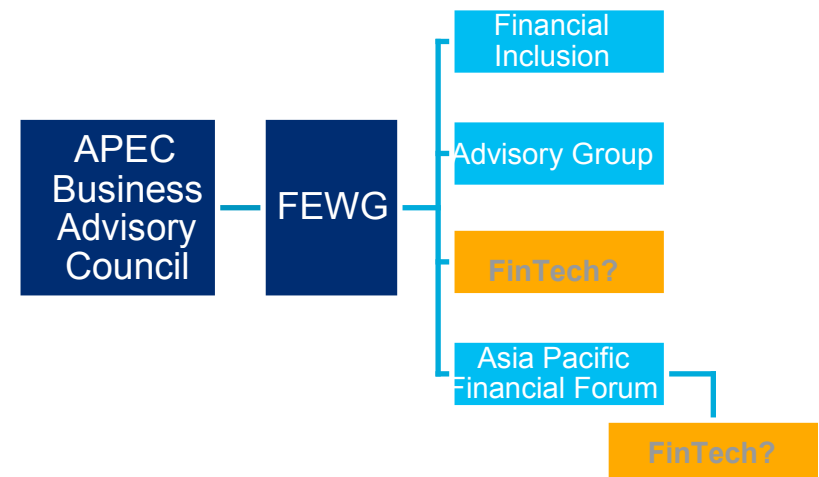 Financial
Inclusion
APEC
Business
Advisory
Council
FEWG
Advisory Group
FinTech?
Asia Pacific
Financial Forum
FinTech?